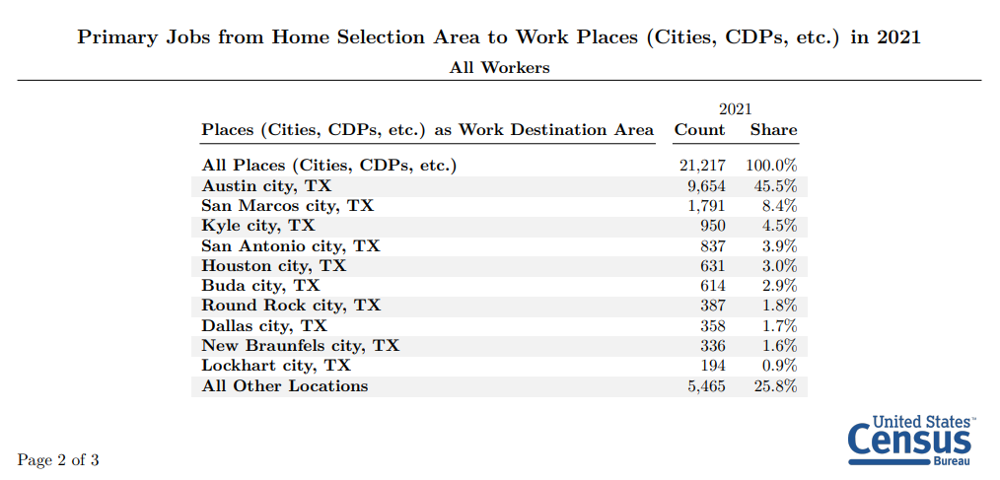 Primary Jobs from Home Selection Area to Work Places (Cities, CDPs, etc.) in 2021
All Workers
2021
Places (Cities, CDPs, etc.) as Work Destination Area Count Share
All Places (Cities, CDPs, etc.) 21,217 100.0%
Austin city, TX 9,654 45.5%
San Marcos city, TX 1,791 8.4%
Kyle city, TX 950 4.5%
San Antonio city, TX 837 3.9%
Houston city, TX 631 3.0%
Buda city, TX 614 2.9%
Round Rock city, TX 387 1.8%
Dallas city, TX 358 1.7%
New Braunfels city, TX 336 1.6%
Lockhart city, TX 194 0.9%
All Other Locations 5,465 25.8%
United States™
Census
Bureau
Page 2 of 3